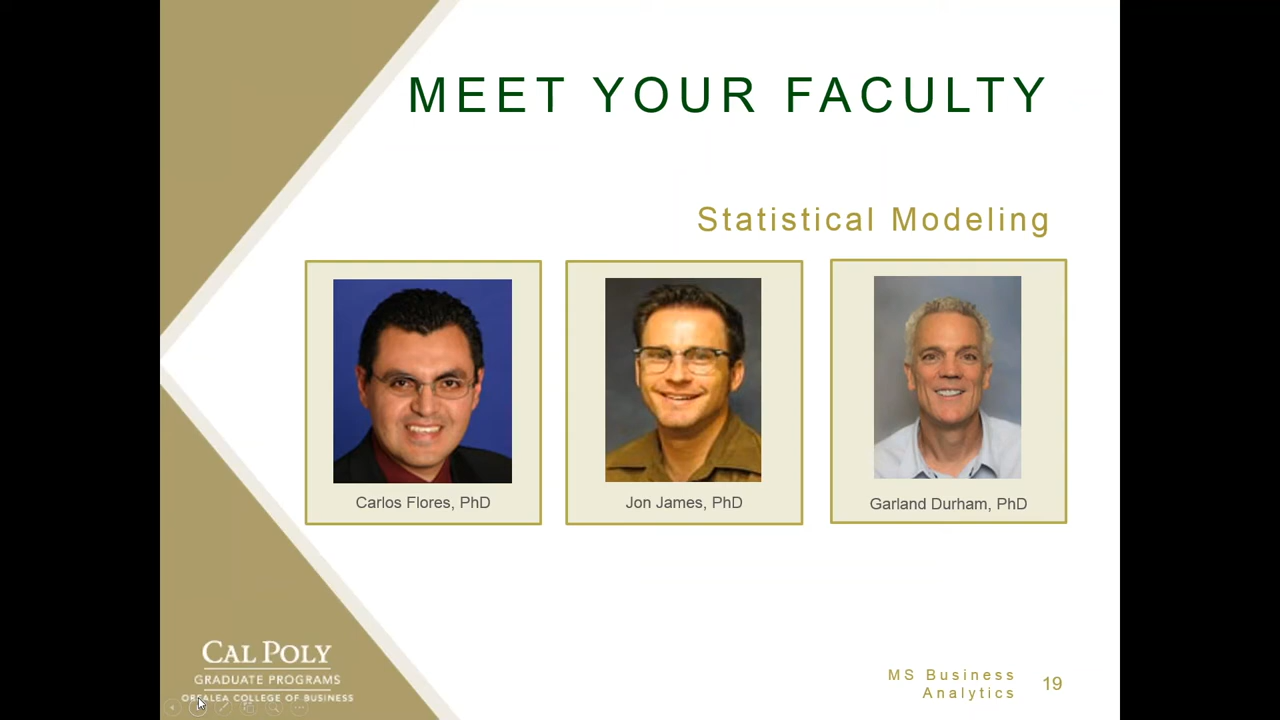 MEET YOUR FACULTY
Statistical Modeling
Carlos Flores, PhD
Jon James, PhD
Garland Durham, PhD
CAL POLY
GRADUATE PROGRAMS
ORFALEA COLLEGE OF BUSINESS
MS Business
Analytics
19